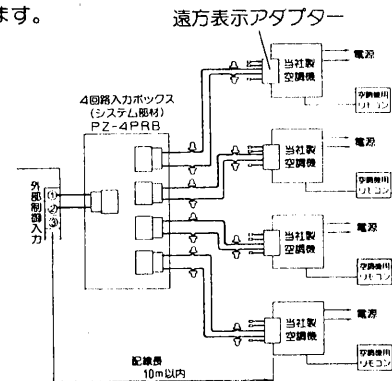 ます。
遠方表示アダプター
4回路入力ボックス
(システム部材)
PZ-4PRB
外部制御入力
①
②
③
当社製
空調機
電源
空調機用
リモコン
当社製
空調機
電源
空調機用
リモコン
当社製
空調機
電源
空調機用
リモコン
当社製
空調機
電源
空調機用
リモコン
配線長
10m以内